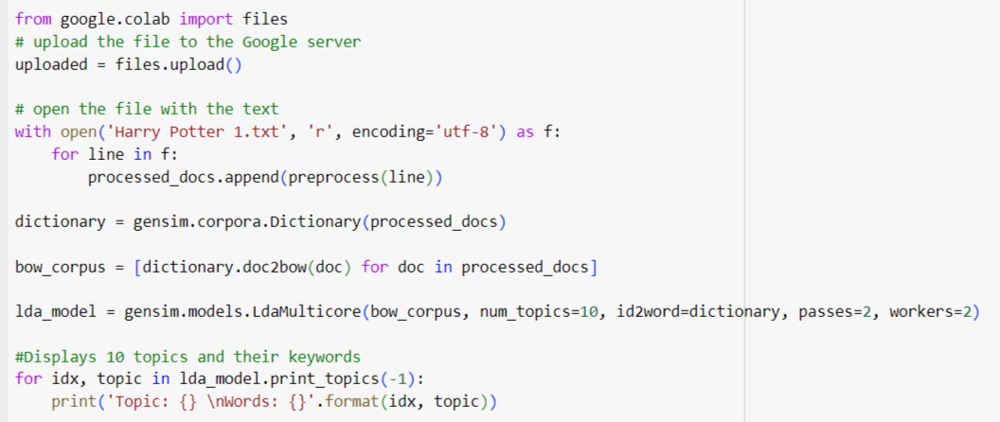 from google.colab import files
# upload the file to the Google server
uploaded = files.upload()
# open the file with the text
with open('Harry Potter 1.txt', 'r', encoding='utf-8') as f:
    for line in f:
        processed_docs.append(preprocess(line))
dictionary = gensim.corpora.Dictionary(processed_docs)
bow_corpus = [dictionary.doc2bow(doc) for doc in processed_docs]
lda_model = gensim.models.LdaMulticore(bow_corpus, num_topics=10, id2word=dictionary, passes=2, workers=2)
#Displays 10 topics and their keywords
for idx, topic in lda_model.print_topics(-1):
    print('Topic: {} \nWords: {}'.format(idx, topic))